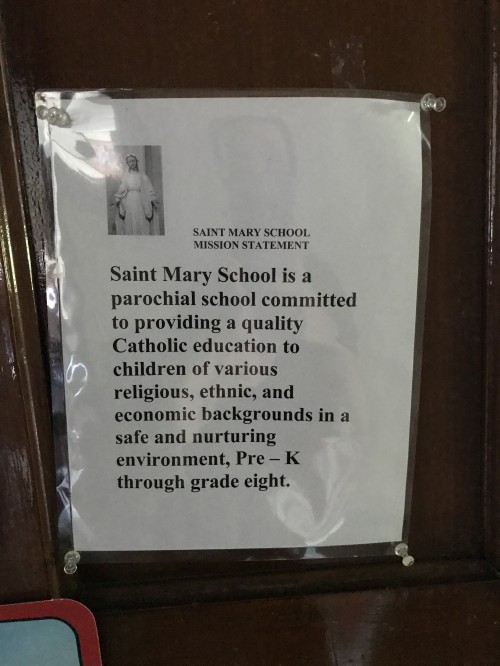 SAINT MARY SCHOOL
MISSION STATEMENT
Saint Mary School is a
parochial school committed
to providing a quality
Catholic education to
children of various
religious, ethnic, and
economic backgrounds in a
safe and nurturing
environment, Pre – K
through grade eight.